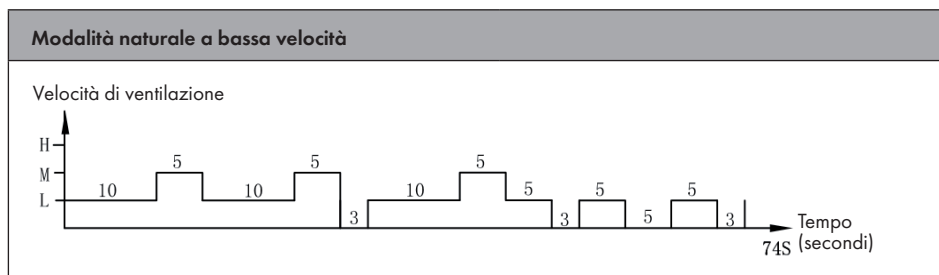 Modalità naturale a bassa velocità
Velocità di ventilazione
H
5 5 5
M
10 10 10 5 5 5
L
3 3 5 3
Tempo
(secondi)
74S